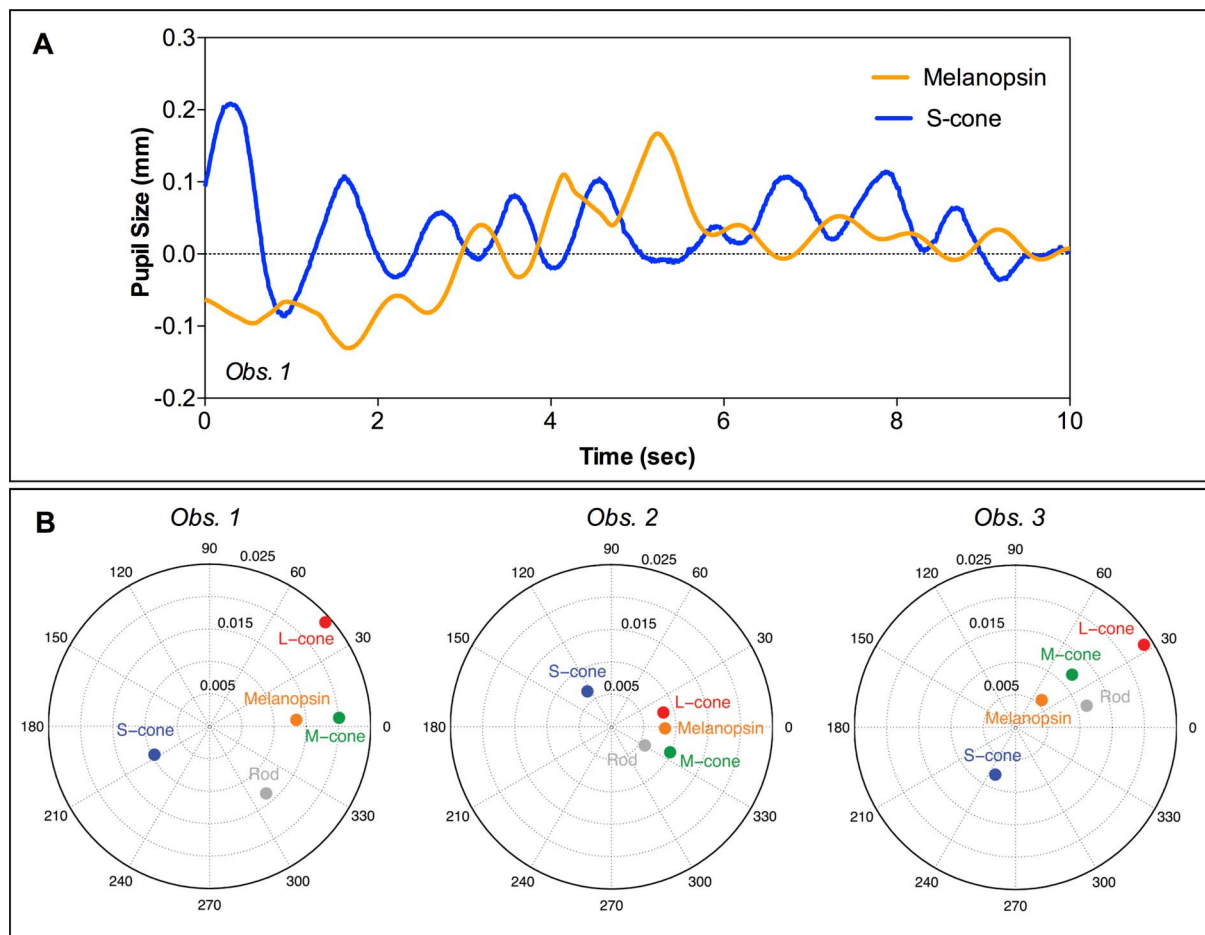 A
0.3
0.2
0.1
0.0
-0.1
-0.2
Pupil Size (mm)
Melanopsin
S-cone
Obs. 1
0 2 4 6 8 10
Time (sec)
B
Obs. 1
90
120 0.025 60
150 0.015 30
L-cone
0.005
Melanopsin
180 S-cone M-cone 0
Rod
210 330
240 300
270
Obs. 2
90
120 0.025 60
150 0.015 30
S-cone 0.005
L-cone
180 Melanopsin 0
Rod M-cone
210 330
240 300
270
Obs. 3
90
120 0.025 60
150 0.015 L-cone 30
M-cone
0.005 Rod
180 Melanopsin 0
S-cone
210 330
240 300
270